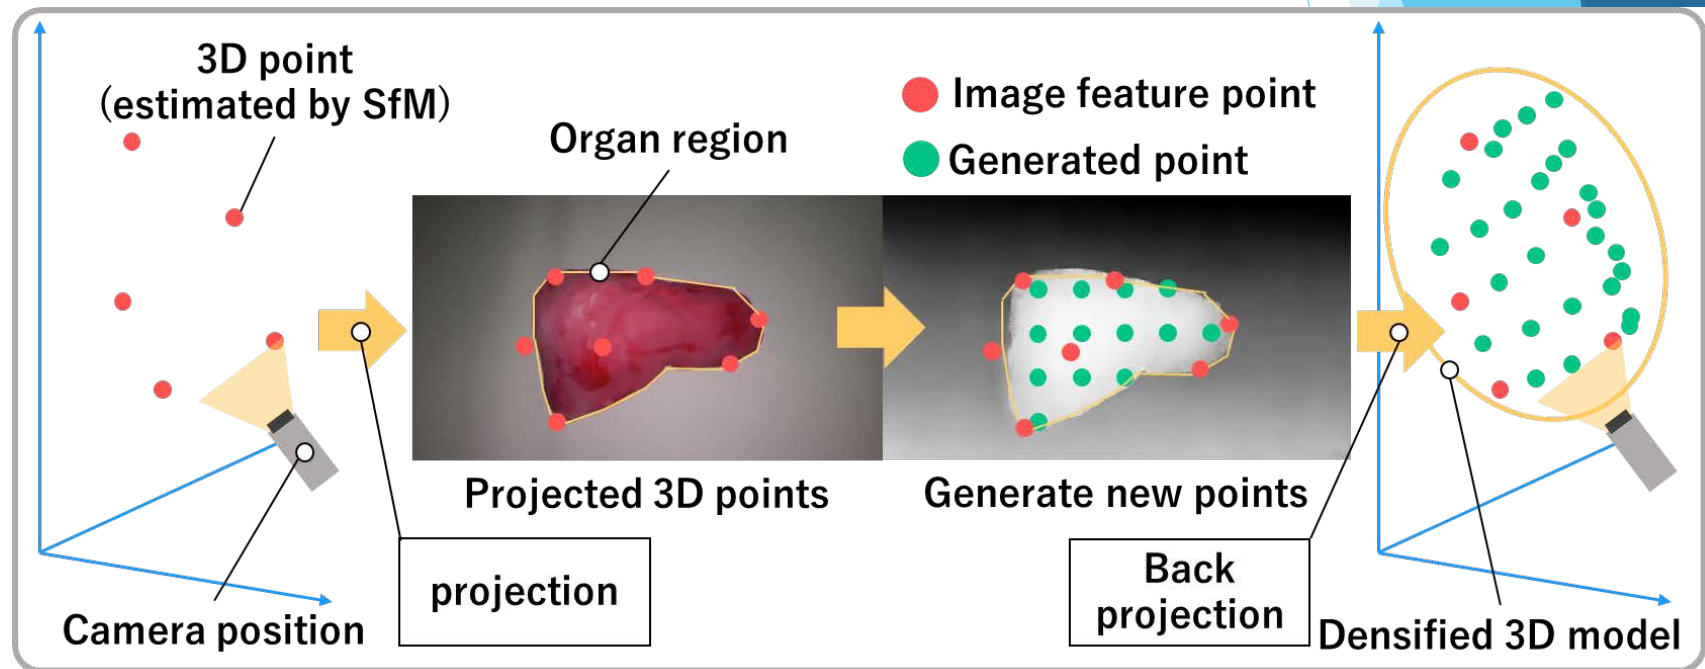 3D point
(estimated by SfM)
Organ region
Image feature point
Generated point
Projected 3D points
Generate new points
projection
Back
projection
Camera position
Densified 3D model